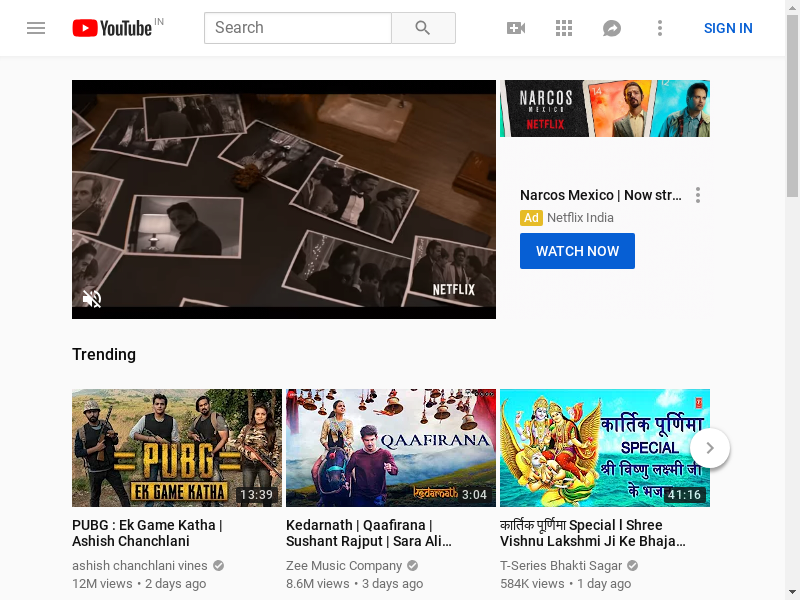 YouTube IN
Search
SIGN IN
NARCOS
MEXICO
NETFLIX
14
12
Narcos Mexico | Now str...
Ad Netflix India
WATCH NOW
NETFLIX
Trending
PUBG
EK GAME KATHA
13:39
QAAFIRANA
kedarnath
3:04
कार्तिक पूर्णिमा
SPECIAL
श्री विष्णु लक्ष्मी जी
के भजन
41:16
PUBG : Ek Game Katha |
Ashish Chanchlani
ashish chanchlani vines
12M views • 2 days ago
Kedarnath | Qaafirana |
Sushant Rajput | Sara Ali...
Zee Music Company
8.6M views • 3 days ago
कार्तिक पूर्णिमा Special l Shree
Vishnu Lakshmi Ji Ke Bhaja...
T-Series Bhakti Sagar
584K views • 1 day ago